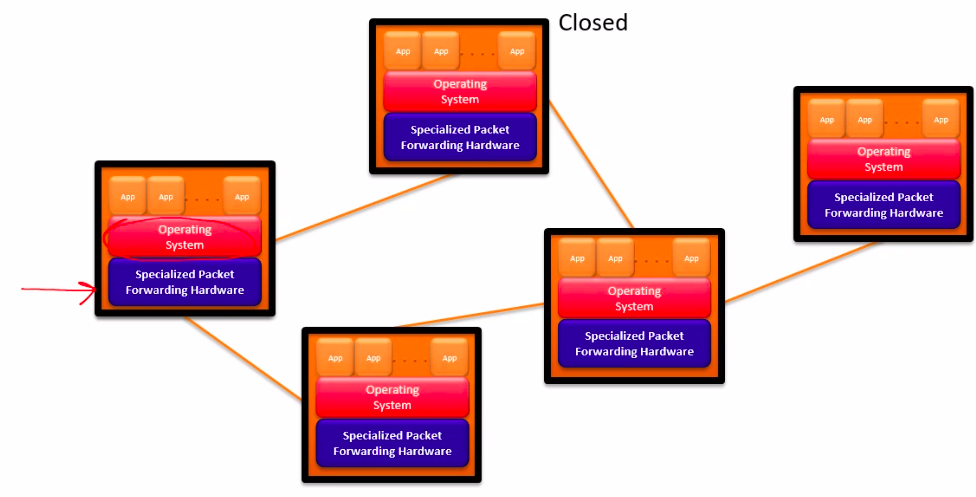 Closed
App App . . . . App
Operating
System
Specialized Packet
Forwarding Hardware
App App . . . . App
Operating
System
Specialized Packet
Forwarding Hardware
App App . . . . App
Operating
System
Specialized Packet
Forwarding Hardware
App App . . . . App
Operating
System
Specialized Packet
Forwarding Hardware
App App . . . . App
Operating
System
Specialized Packet
Forwarding Hardware